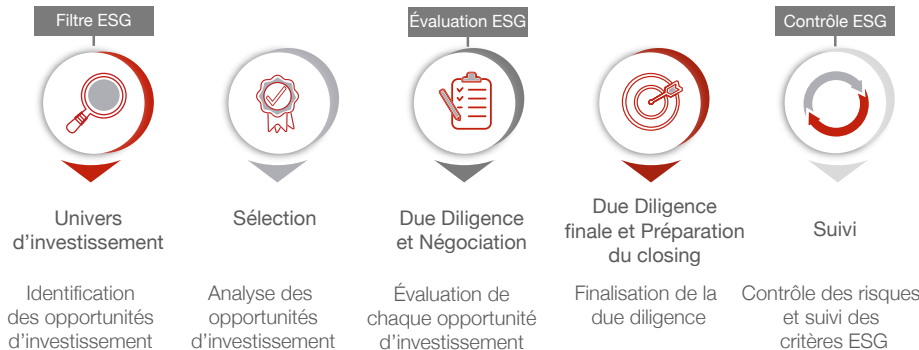 Filtre ESG
Évaluation ESG
Contrôle ESG
Univers
d’investissement
Sélection
Due Diligence
et Négociation
Due Diligence
finale et Préparation
du closing
Suivi
Identification
des opportunités
d’investissement
Analyse des
opportunités
d’investissement
Évaluation de
chaque opportunité
d’investissement
Finalisation de la
due diligence
Contrôle des risques
et suivi des
critères ESG